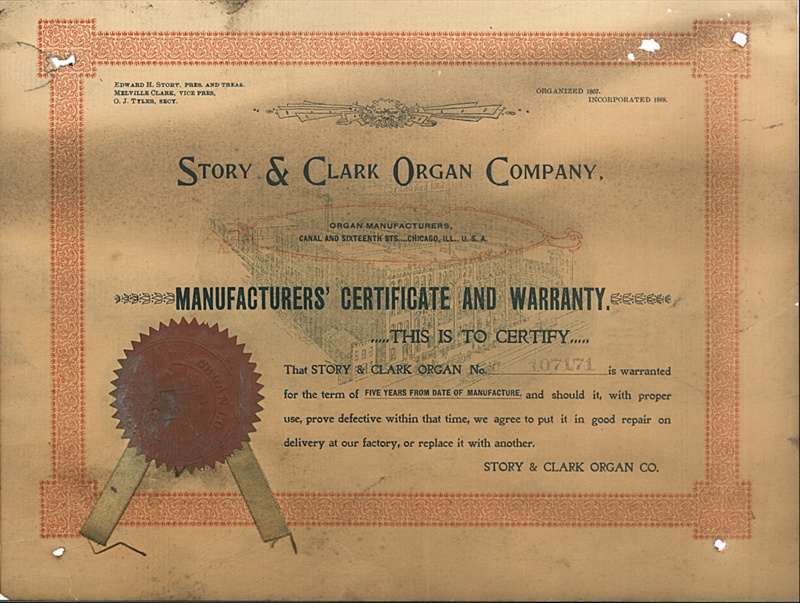 EDWARD H. STORY, PRES. AND TREAS.
MELVILLE CLARK, VICE PRES,
O. J. TYLER, SECY.
ORGANIZED 1867.
INCORPORATED 1888.
STORY & CLARK ORGAN COMPANY,
ORGAN MANUFACTURERS,
CANAL AND SIXTEENTH STS....CHICAGO, ILL., U. S. A.
MANUFACTURERS' CERTIFICATE AND WARRANTY.
.....THIS IS TO CERTIFY.....
That STORY & CLARK ORGAN No. 107171 is warranted
for the term of FIVE YEARS FROM DATE OF MANUFACTURE, and should it, with proper
use, prove defective within that time, we agree to put it in good repair on
delivery at our factory, or replace it with another.
STORY & CLARK ORGAN CO.